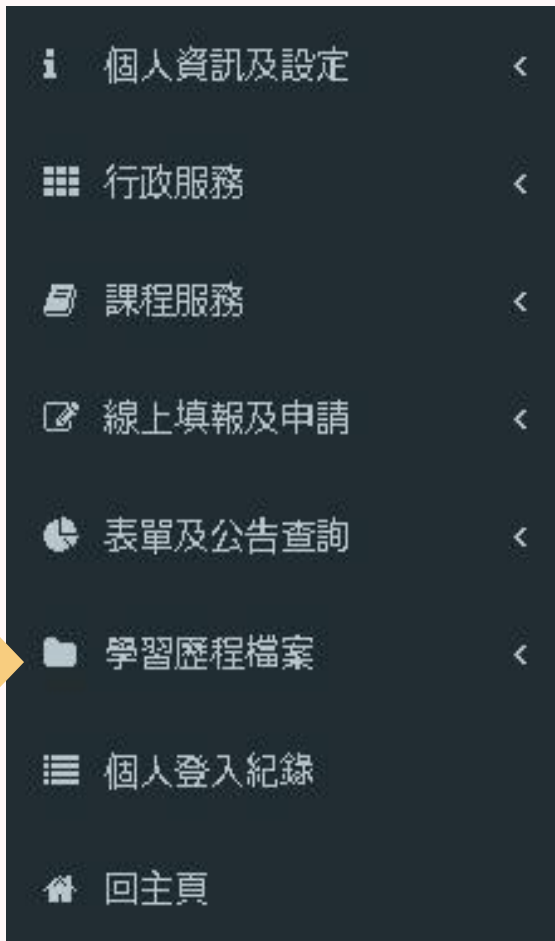 個人資訊及設定
行政服務
課程服務
線上填報及申請
表單及公告查詢
學習歷程檔案
個人登入紀錄
回主頁